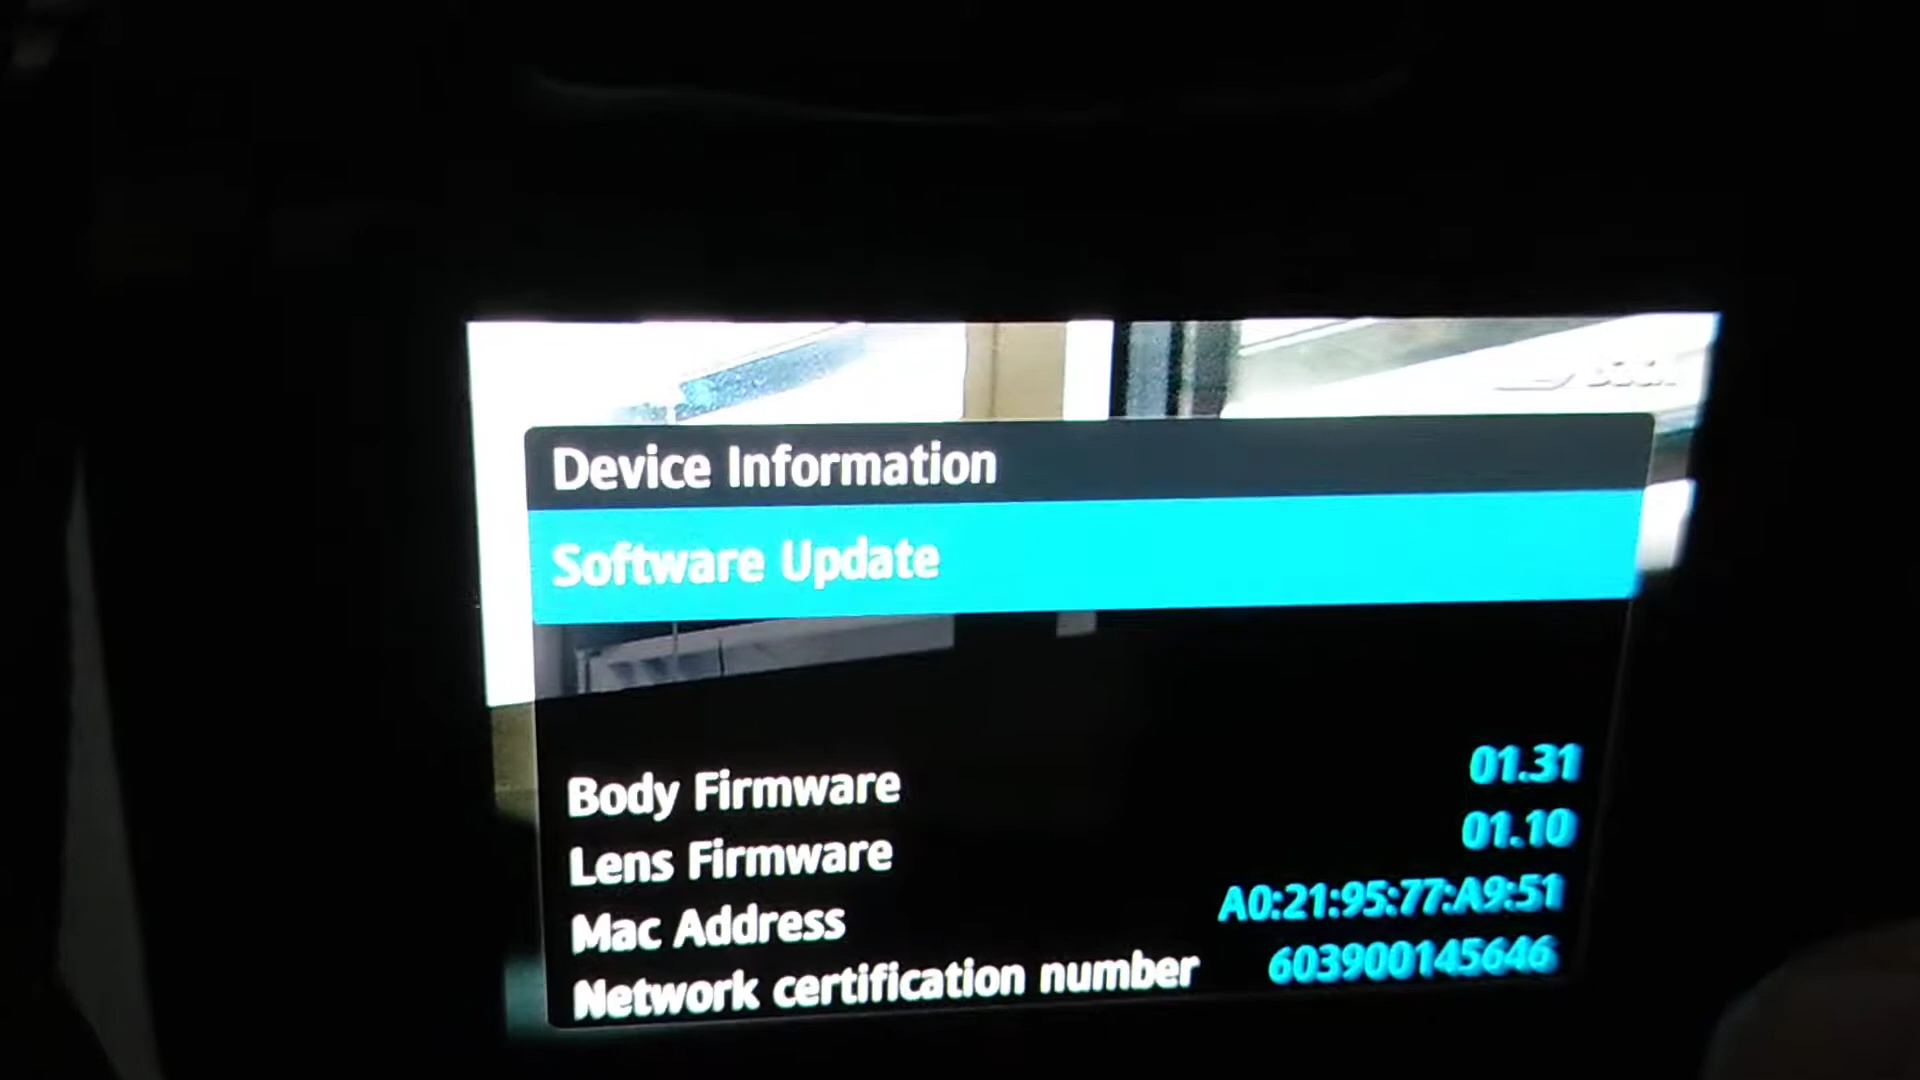 Device Information
Software Update
Body Firmware 01.31
Lens Firmware 01.10
Mac Address A0:21:95:77:A9:51
Network certification number 603900145646